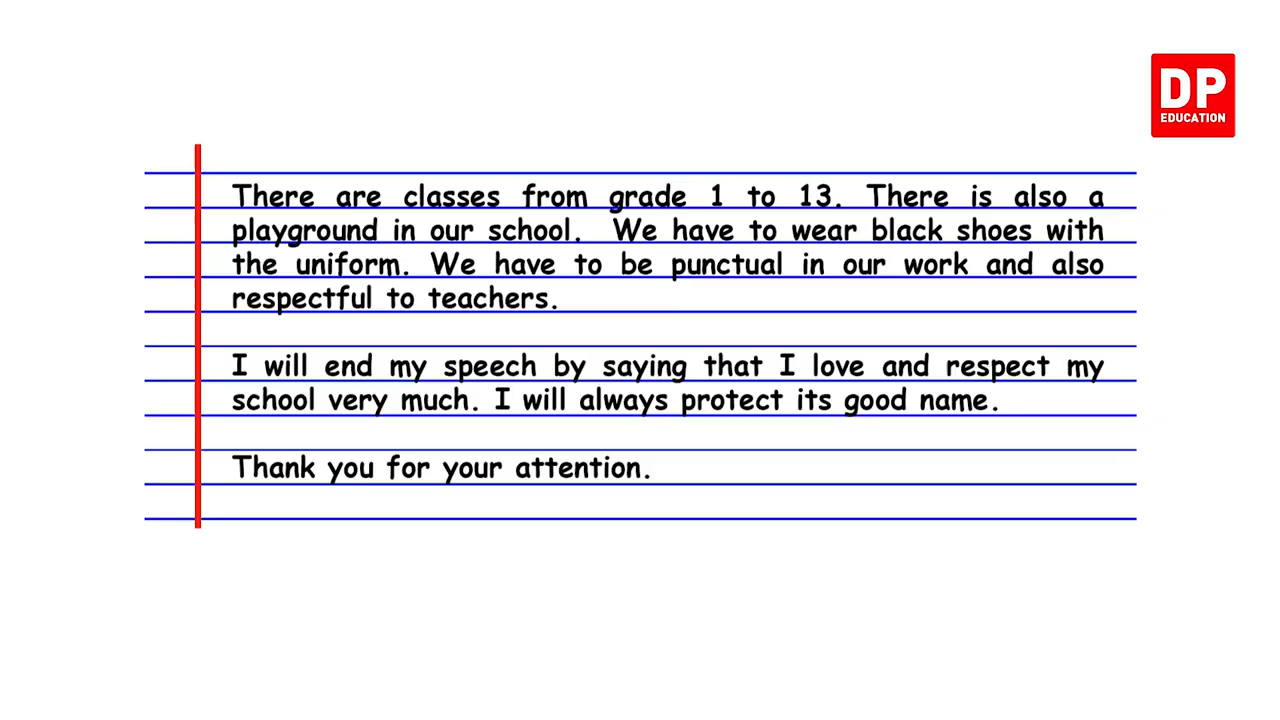 DP
EDUCATION
There are classes from grade 1 to 13. There is also a
playground in our school. We have to wear black shoes with
the uniform. We have to be punctual in our work and also
respectful to teachers.
I will end my speech by saying that I love and respect my
school very much. I will always protect its good name.
Thank you for your attention.